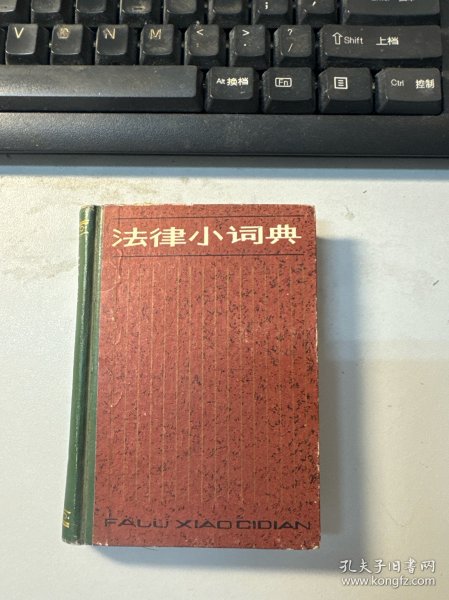 V B N M < , > . ? / ⇧Shift 上档
Alt 换档 Fn Ctrl 控制
法律小词典
FALU XIAO CIDIAN
孔夫子旧书网
www.kongfz.com